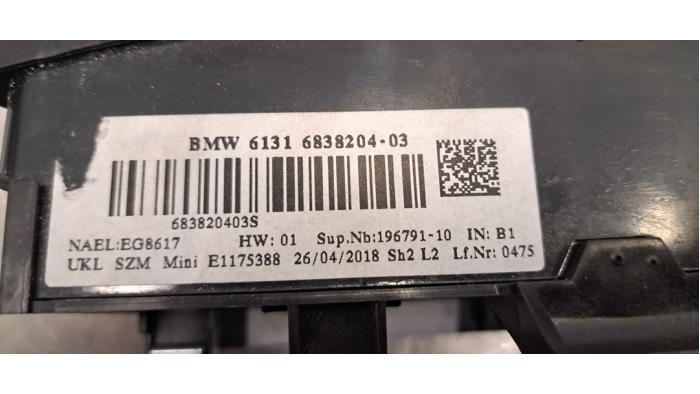 BMW 6131 6838204-03
683820403S
NAEL:EG8617 HW: 01 Sup.Nb:196791-10 IN: B1
UKL SZM Mini E1175388 26/04/2018 Sh2 L2 Lf.Nr: 0475